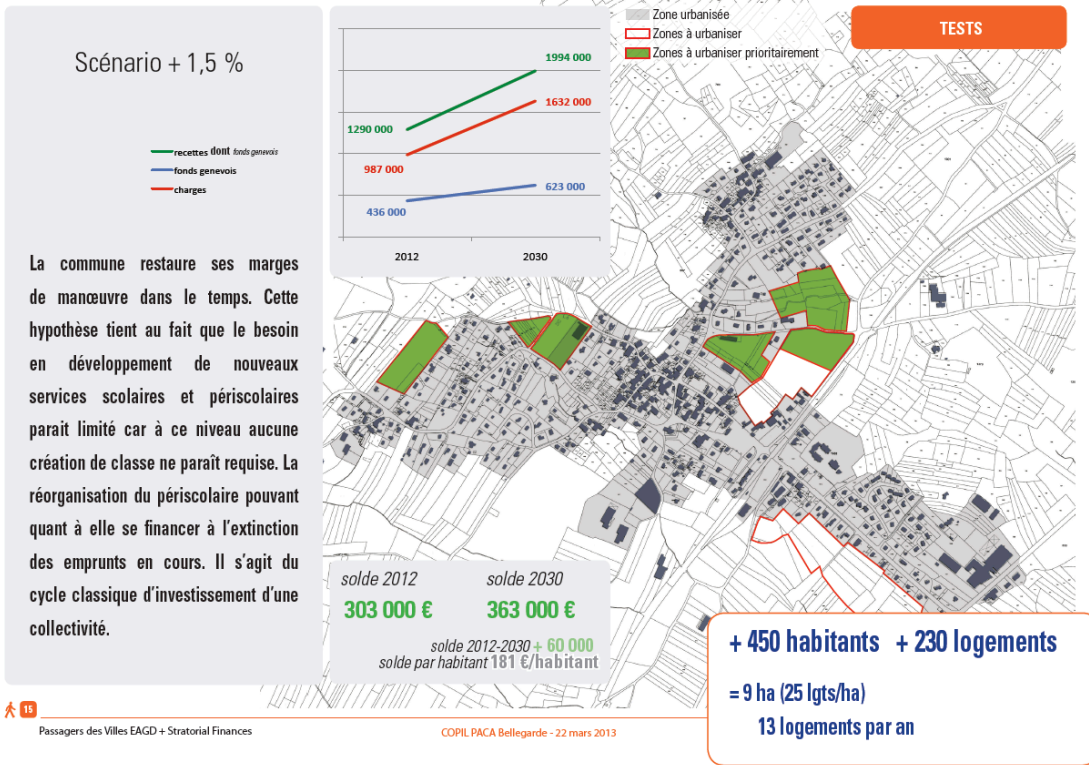 Scénario + 1,5 %
recettes dont fonds genevois
fonds genevois
charges
La commune restaure ses marges
de manœuvre dans le temps. Cette
hypothèse tient au fait que le besoin
en développement de nouveaux
services scolaires et périscolaires
parait limité car à ce niveau aucune
création de classe ne paraît requise. La
réorganisation du périscolaire pouvant
quant à elle se financer à l'extinction
des emprunts en cours. Il s'agit du
cycle classique d'investissement d'une
collectivité.
1994 000
1290 000
1632 000
987 000
623 000
436 000
2012 2030
Zone urbanisée
Zones à urbaniser
Zones à urbaniser prioritairement
TESTS
solde 2012 solde 2030
303 000 € 363 000 €
solde 2012-2030 + 60 000
solde par habitant 181 €/habitant
+ 450 habitants + 230 logements
= 9 ha (25 lgts/ha)
13 logements par an
15
Passagers des Villes EAGD + Stratorial Finances
COPIL PACA Bellegarde - 22 mars 2013